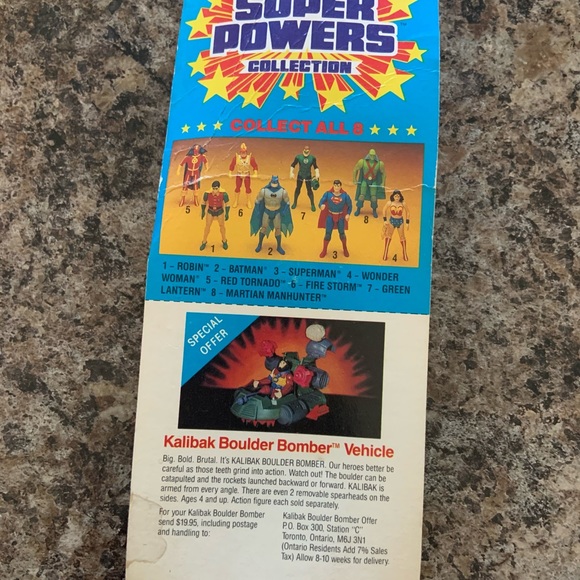 SUPER
POWERS
COLLECTION
COLLECT ALL 8
5
6
7
8
1
2
3
4
1 – ROBIN™ 2 – BATMAN® 3 – SUPERMAN® 4 – WONDER
WOMAN® 5 – RED TORNADO™ 6 – FIRE STORM™ 7 – GREEN
LANTERN™ 8 – MARTIAN MANHUNTER™
SPECIAL
OFFER
Kalibak Boulder Bomber™ Vehicle
Big. Bold. Brutal. It's KALIBAK BOULDER BOMBER. Our heroes better be
careful as those teeth grind into action. Watch out! The boulder can be
catapulted and the rockets launched backward or forward. KALIBAK is
armed from every angle. There are even 2 removable spearheads on the
sides. Ages 4 and up. Action figure each sold separately.
For your Kalibak Boulder Bomber
send $19.95, including postage
and handling to:
Kalibak Boulder Bomber Offer
P.O. Box 300, Station "C"
Toronto, Ontario, M6J 3N1
(Ontario Residents Add 7% Sales
Tax) Allow 8-10 weeks for delivery.